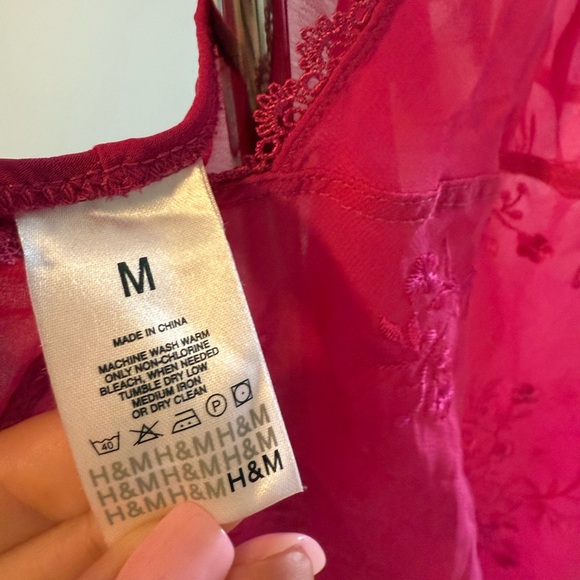 M
MADE IN CHINA
MACHINE WASH WARM
ONLY NON-CHLORINE
BLEACH, WHEN NEEDED
TUMBLE DRY LOW
MEDIUM IRON
OR DRY CLEAN
40 P
H&M H&M H&M
H&M H&M H&M
H&M H&M H&M